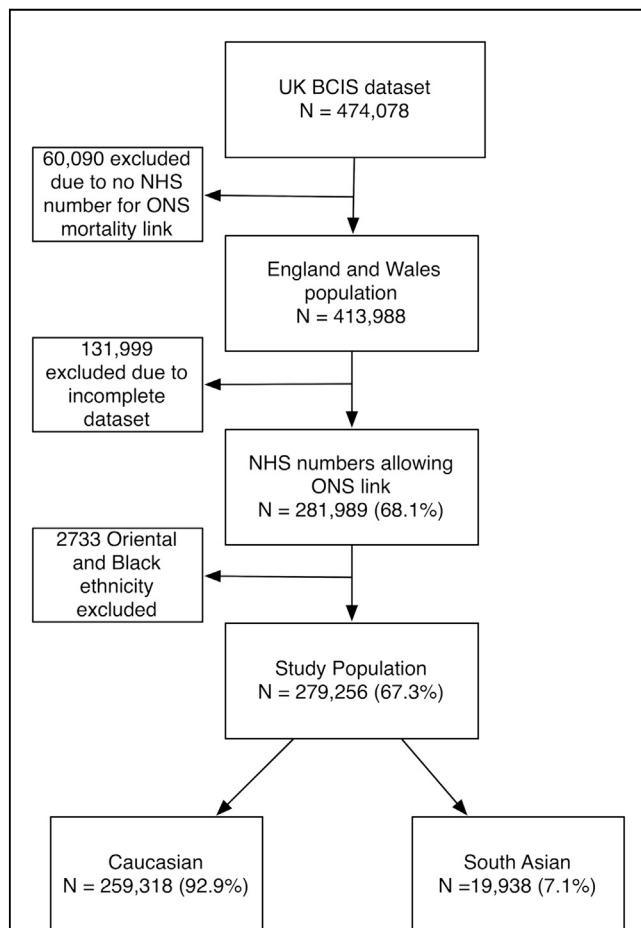 UK BCIS dataset
N = 474,078
60,090 excluded
due to no NHS
number for ONS
mortality link
England and Wales
population
N = 413,988
131,999
excluded due to
incomplete
dataset
NHS numbers allowing
ONS link
N = 281,989 (68.1%)
2733 Oriental
and Black
ethnicity
excluded
Study Population
N = 279,256 (67.3%)
Caucasian
N = 259,318 (92.9%)
South Asian
N =19,938 (7.1%)